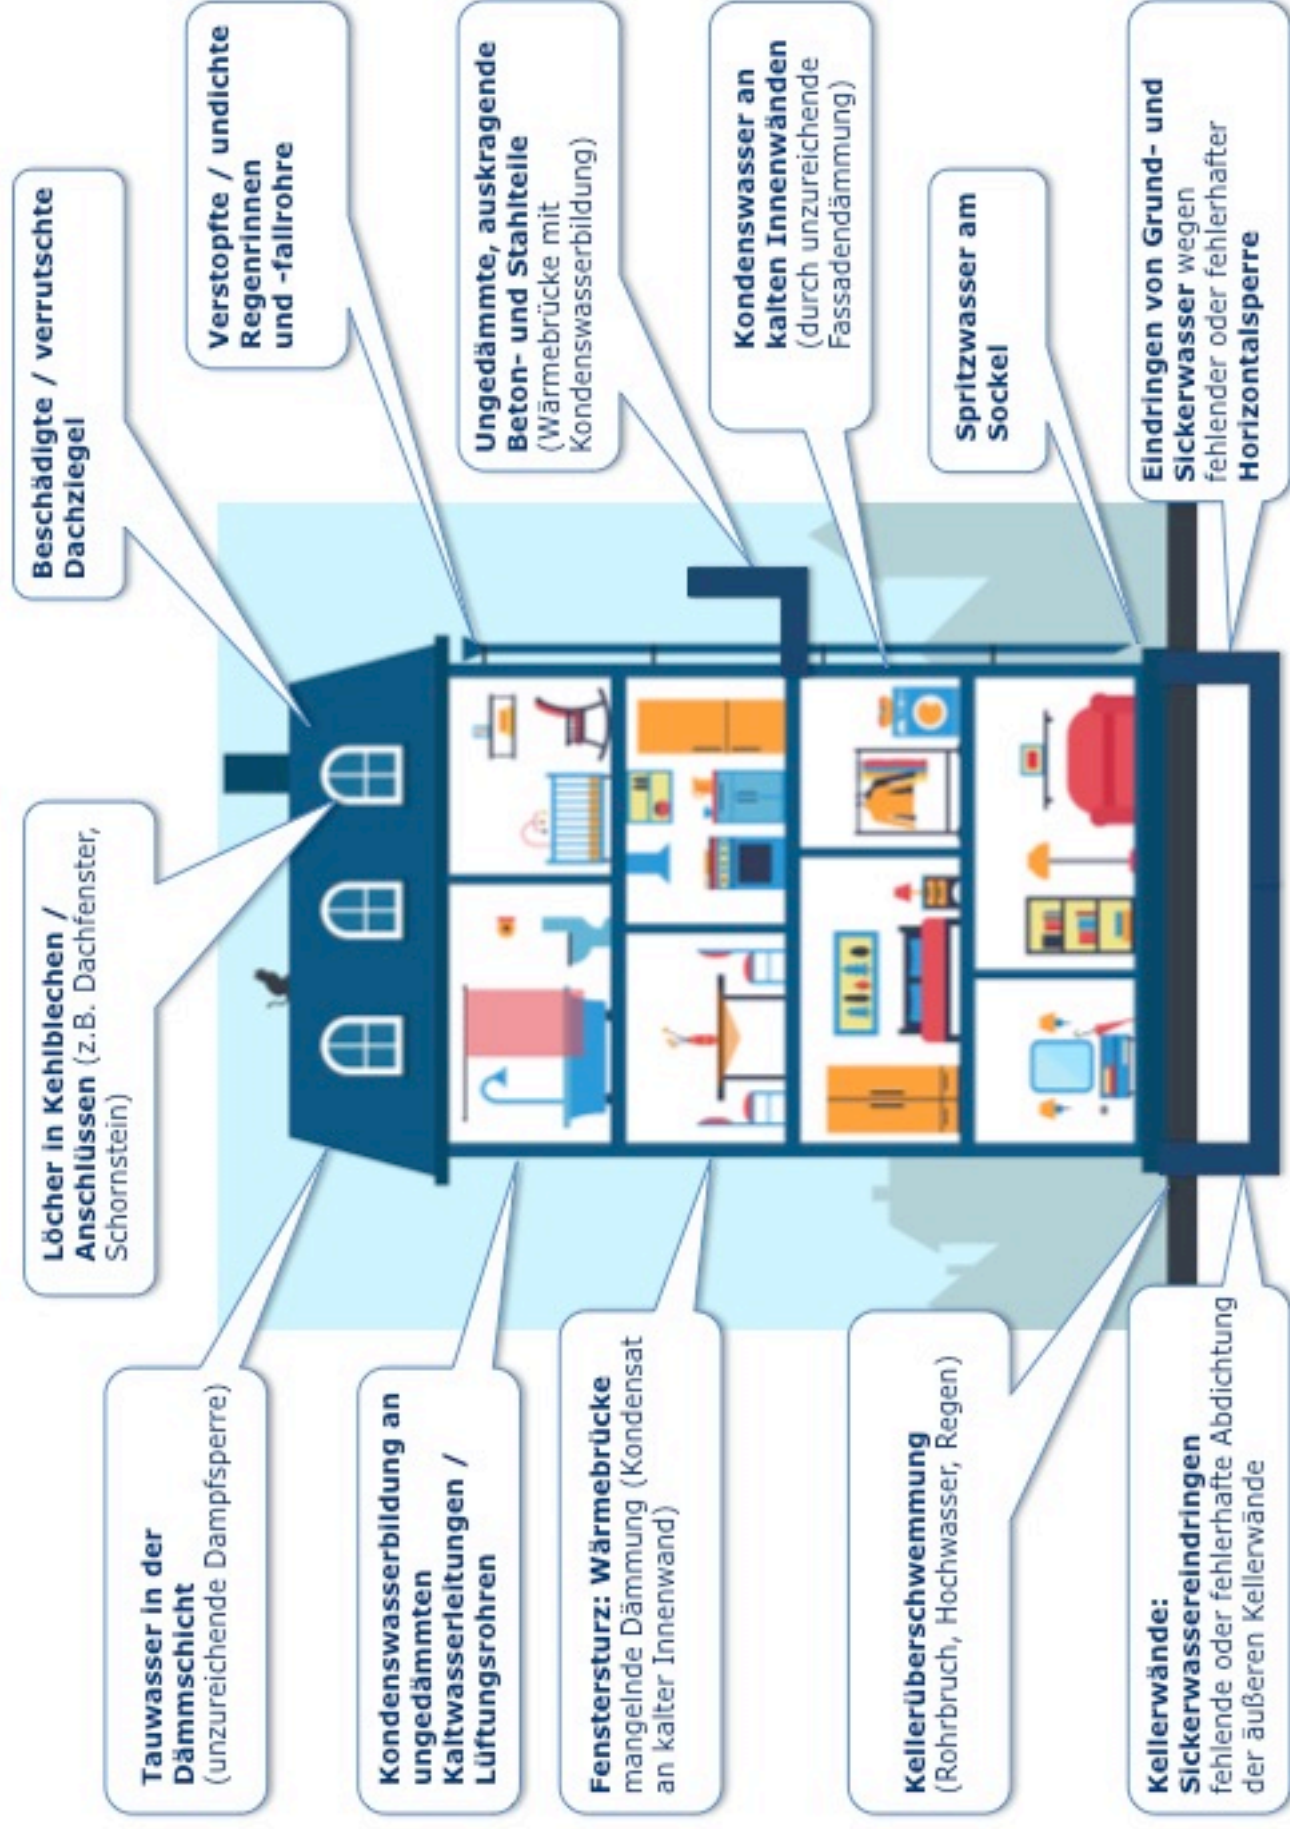 Löcher in Kehlblechen /
Anschlüssen (z.B. Dachfenster,
Schornstein)
Beschädigte / verrutschte
Dachziegel
Tauwasser in der
Dämmschicht
(unzureichende Dampfsperre)
Verstopfte / undichte
Regenrinnen
und -fallrohre
Kondenswasserbildung an
ungedämmten
Kaltwasserleitungen /
Lüftungsrohren
Ungedämmte, auskragende
Beton- und Stahlteile
(Wärmebrücke mit
Kondenswasserbildung)
Fenstersturz: Wärmebrücke
mangelnde Dämmung (Kondensat
an kalter Innenwand)
Kondenswasser an
kalten Innenwänden
(durch unzureichende
Fassadendämmung)
Kellerüberschwemmung
(Rohrbruch, Hochwasser, Regen)
Spritzwasser am
Sockel
Kellerwände:
Sickerwassereindringen
fehlende oder fehlerhafte Abdichtung
der äußeren Kellerwände
Eindringen von Grund- und
Sickerwasser wegen
fehlender oder fehlerhafter
Horizontalsperre